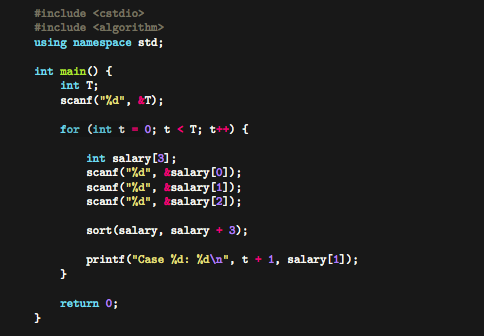 #include <cstdio>
#include <algorithm>
using namespace std;
int main() {
int T;
scanf("%d", &T);
for (int t = 0; t < T; t++) {
int salary[3];
scanf("%d", &salary[0]);
scanf("%d", &salary[1]);
scanf("%d", &salary[2]);
sort(salary, salary + 3);
printf("Case %d: %d\n", t + 1, salary[1]);
}
return 0;
}